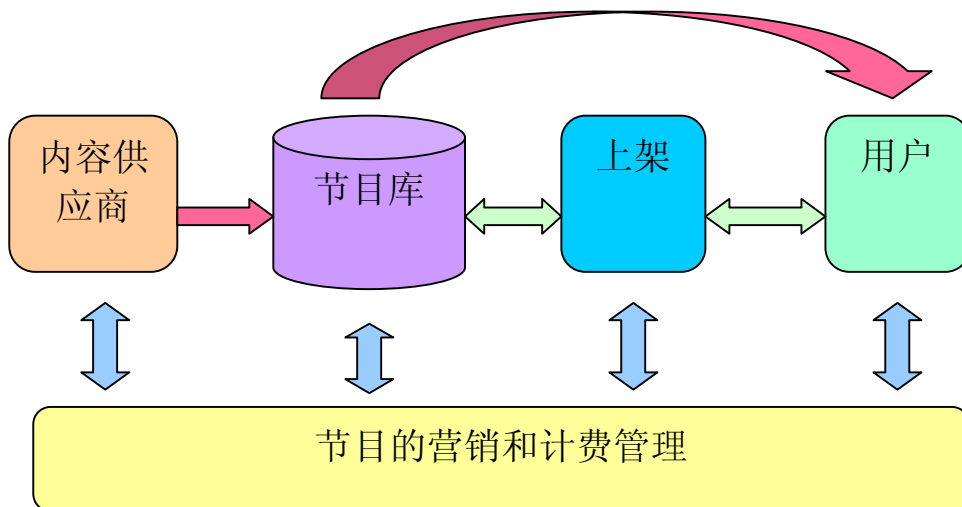 内容供
应商
节目库
上架
用户
节目的营销和计费管理